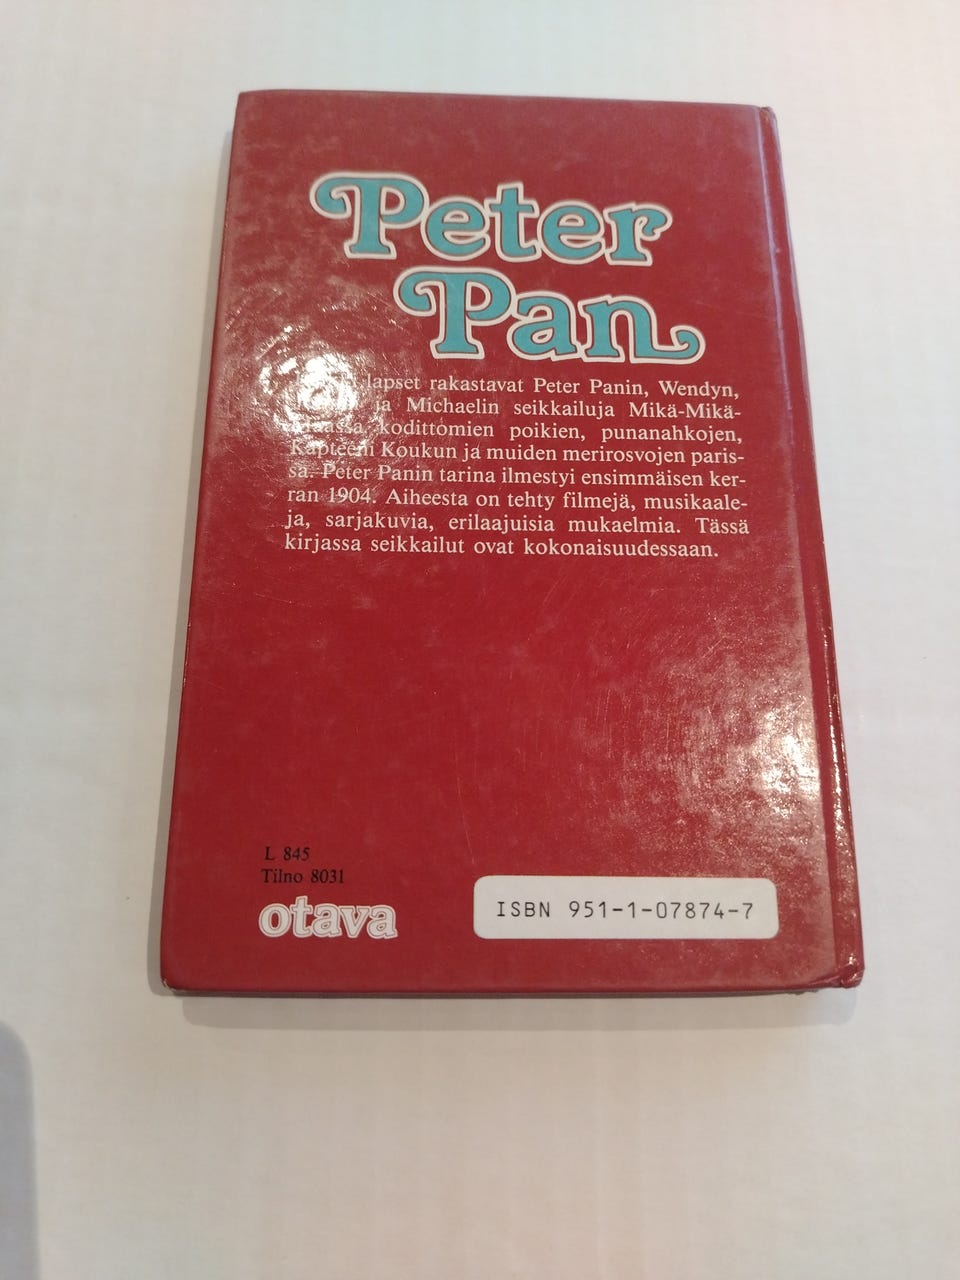 Peter
Pan
lapset rakastavat Peter Panin, Wendyn,
ja Michaelin seikkailuja Mikä-Mikä-
kodittomien poikien, punanahkojen,
Kapteeni Koukun ja muiden merirosvojen paris-
sa. Peter Panin tarina ilmestyi ensimmäisen ker-
ran 1904. Aiheesta on tehty filmejä, musikaale-
ja, sarjakuvia, erilaajuisia mukaelmia. Tässä
kirjassa seikkailut ovat kokonaisuudessaan.
L 845
Tilno 8031
otava
ISBN 951-1-07874-7